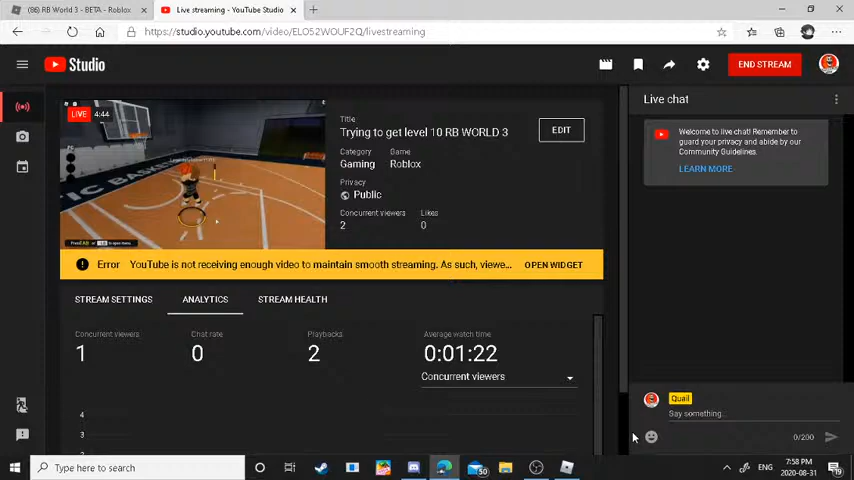 (86) RB World 3 - BETA - Roblox
Live streaming - YouTube Studio
https://studio.youtube.com/video/ELO52WOUF2Q/livestreaming
Studio
END STREAM
LIVE 4:44
Title
Trying to get level 10 RB WORLD 3
EDIT
Category
Game
Gaming
Roblox
Privacy
Public
Concurrent viewers
Likes
2
0
Error YouTube is not receiving enough video to maintain smooth streaming. As such, viewe... OPEN WIDGET
STREAM SETTINGS
ANALYTICS
STREAM HEALTH
Concurrent viewers
Chat rate
Playbacks
Average watch time
1
0
2
0:01:22
Concurrent viewers
4
3
Live chat
Welcome to live chat! Remember to
guard your privacy and abide by our
Community Guidelines.
LEARN MORE
Quail
Say something...
0/200
Type here to search
50
ENG
7:58 PM
2020-08-31
19